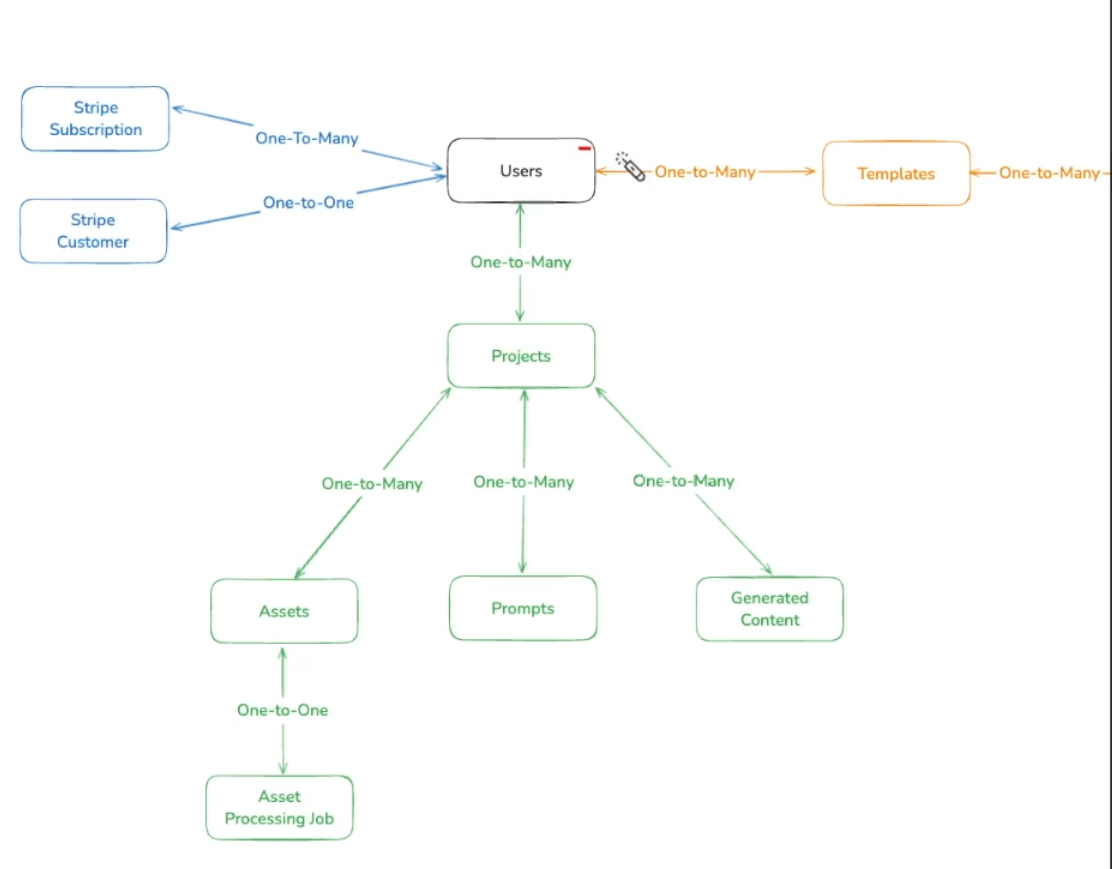 Stripe
Subscription
One-To-Many
Users
One-to-Many
Templates
One-to-Many
Stripe
Customer
One-to-One
One-to-Many
Projects
One-to-Many
One-to-Many
One-to-Many
Assets
Prompts
Generated
Content
One-to-One
Asset
Processing Job